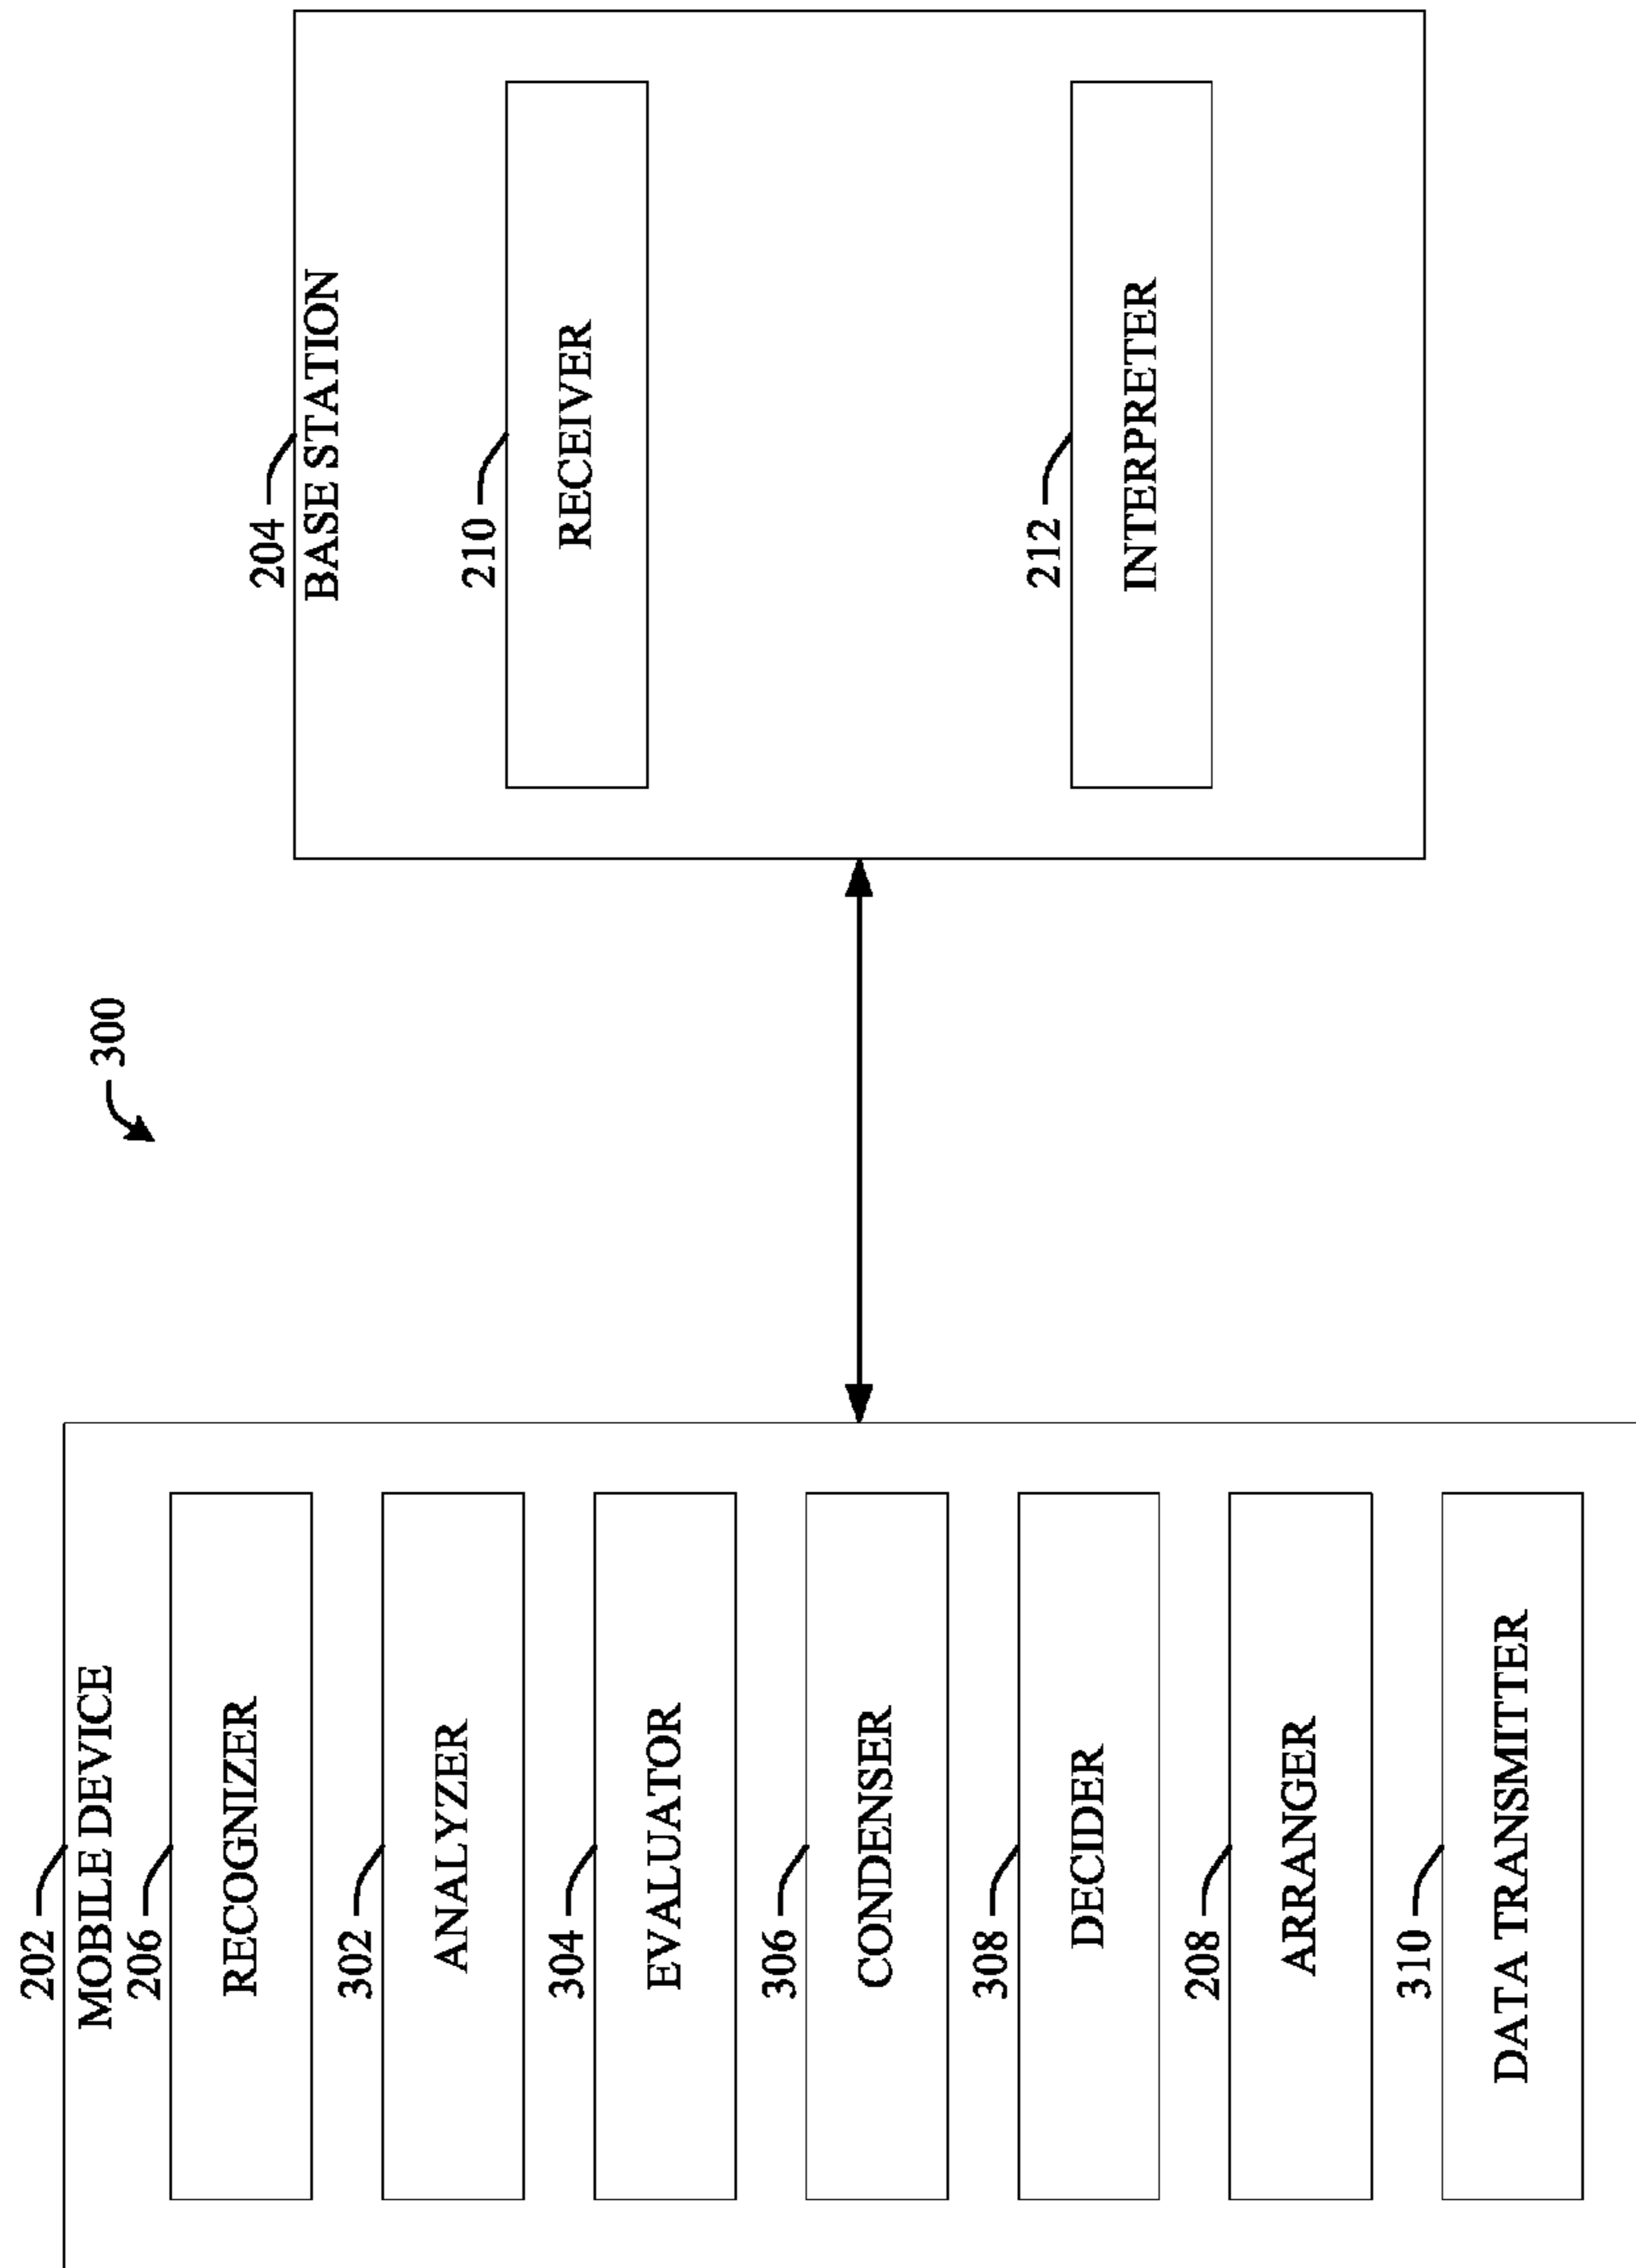 300
202
MOBILE DEVICE
206
RECOGNIZER
302
ANALYZER
304
EVALUATOR
306
CONDENSER
308
DECIDER
208
ARRANGER
310
DATA TRANSMITTER
204
BASE STATION
210
RECEIVER
212
INTERPRETER